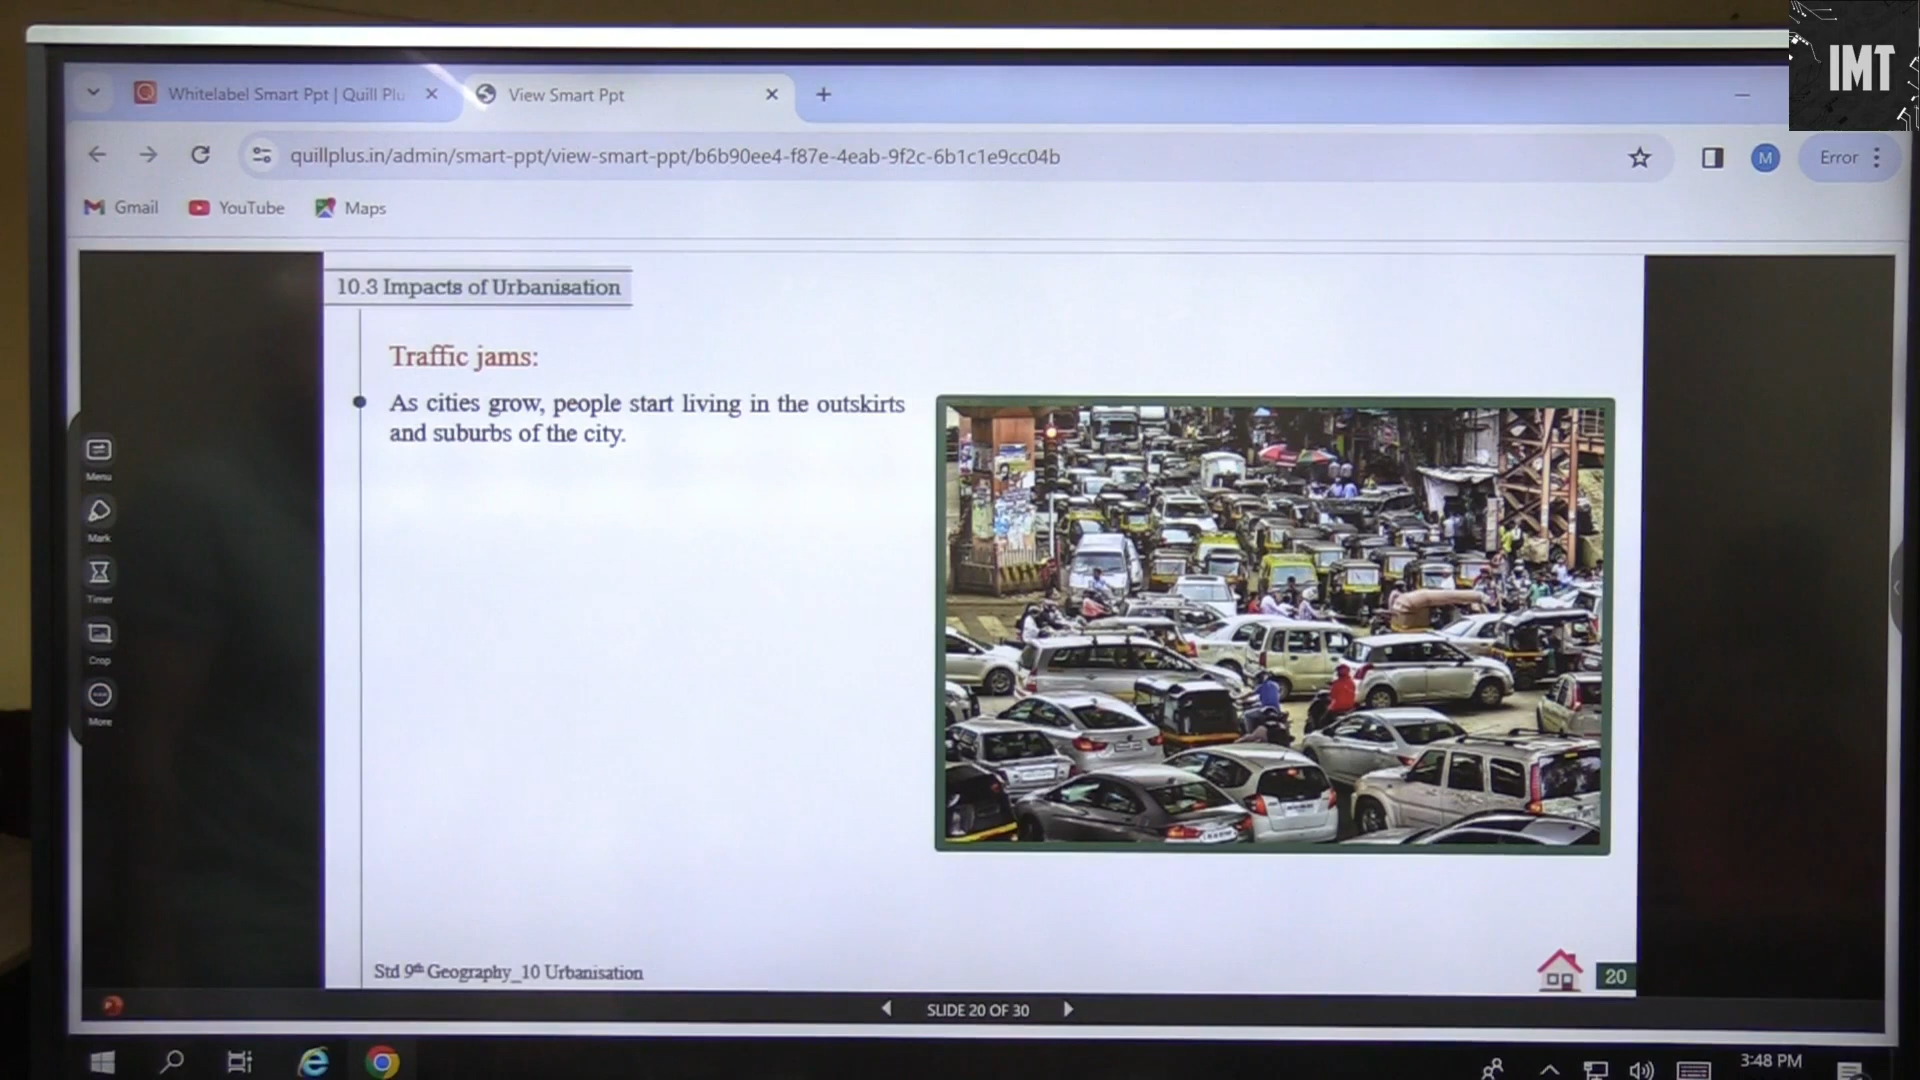 IMT
Whitelabel Smart Ppt | Quill Plu
View Smart Ppt
quillplus.in/admin/smart-ppt/view-smart-ppt/b6b90ee4-f87e-4eab-9f2c-6b1c1e9cc04b
M
Error
Gmail
YouTube
Maps
10.3 Impacts of Urbanisation
Traffic jams:
As cities grow, people start living in the outskirts
and suburbs of the city.
Menu
Mark
Timer
Crop
More
Std 9th Geography_10 Urbanisation
20
SLIDE 20 OF 30
3:48 PM